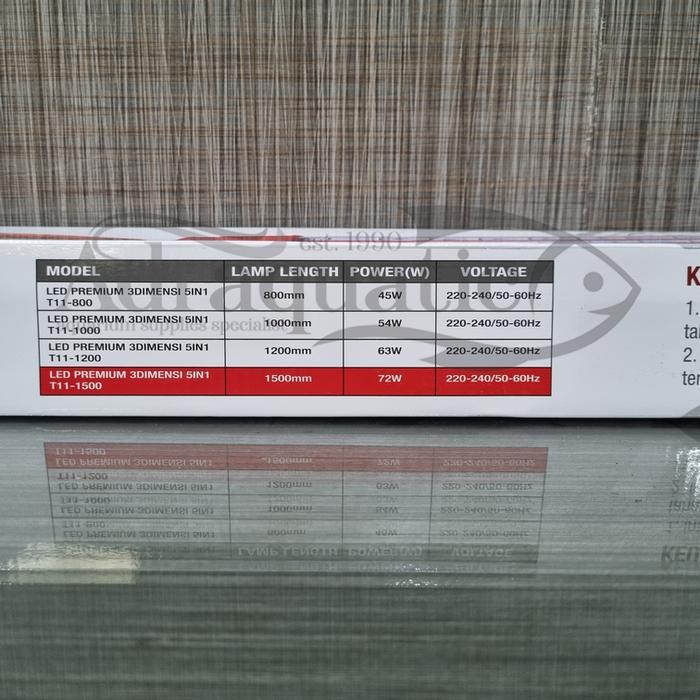 est. 1990
Adraquatic
aquarium supplies specialist
MODEL LAMP LENGTH POWER(W) VOLTAGE
LED PREMIUM 3DIMENSI 5IN1
T11-800 800mm 45W 220-240/50-60Hz
LED PREMIUM 3DIMENSI 5IN1
T11-1000 1000mm 54W 220-240/50-60Hz
LED PREMIUM 3DIMENSI 5IN1
T11-1200 1200mm 63W 220-240/50-60Hz
LED PREMIUM 3DIMENSI 5IN1
T11-1500 1500mm 72W 220-240/50-60Hz
K
1.
2.